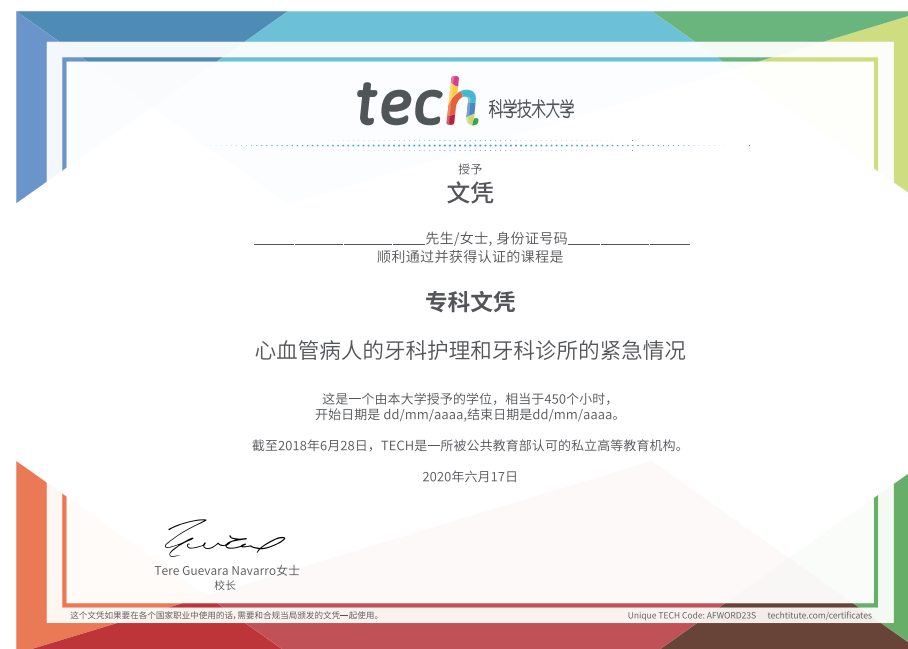 tech 科学技术大学
授予
文凭
____________________先生/女士, 身份证号码______________
顺利通过并获得认证的课程是
专科文凭
心血管病人的牙科护理和牙科诊所的紧急情况
这是一个由本大学授予的学位，相当于450个小时，
开始日期是 dd/mm/aaaa,结束日期是dd/mm/aaaa。
截至2018年6月28日，TECH是一所被公共教育部认可的私立高等教育机构。
2020年六月17日
Tere Guevara Navarro女士
校长
这个文凭如果要在各个国家职业中使用的话,需要和合规当局颁发的文凭一起使用。
Unique TECH Code: AFWORD23S techtitute.com/certificates